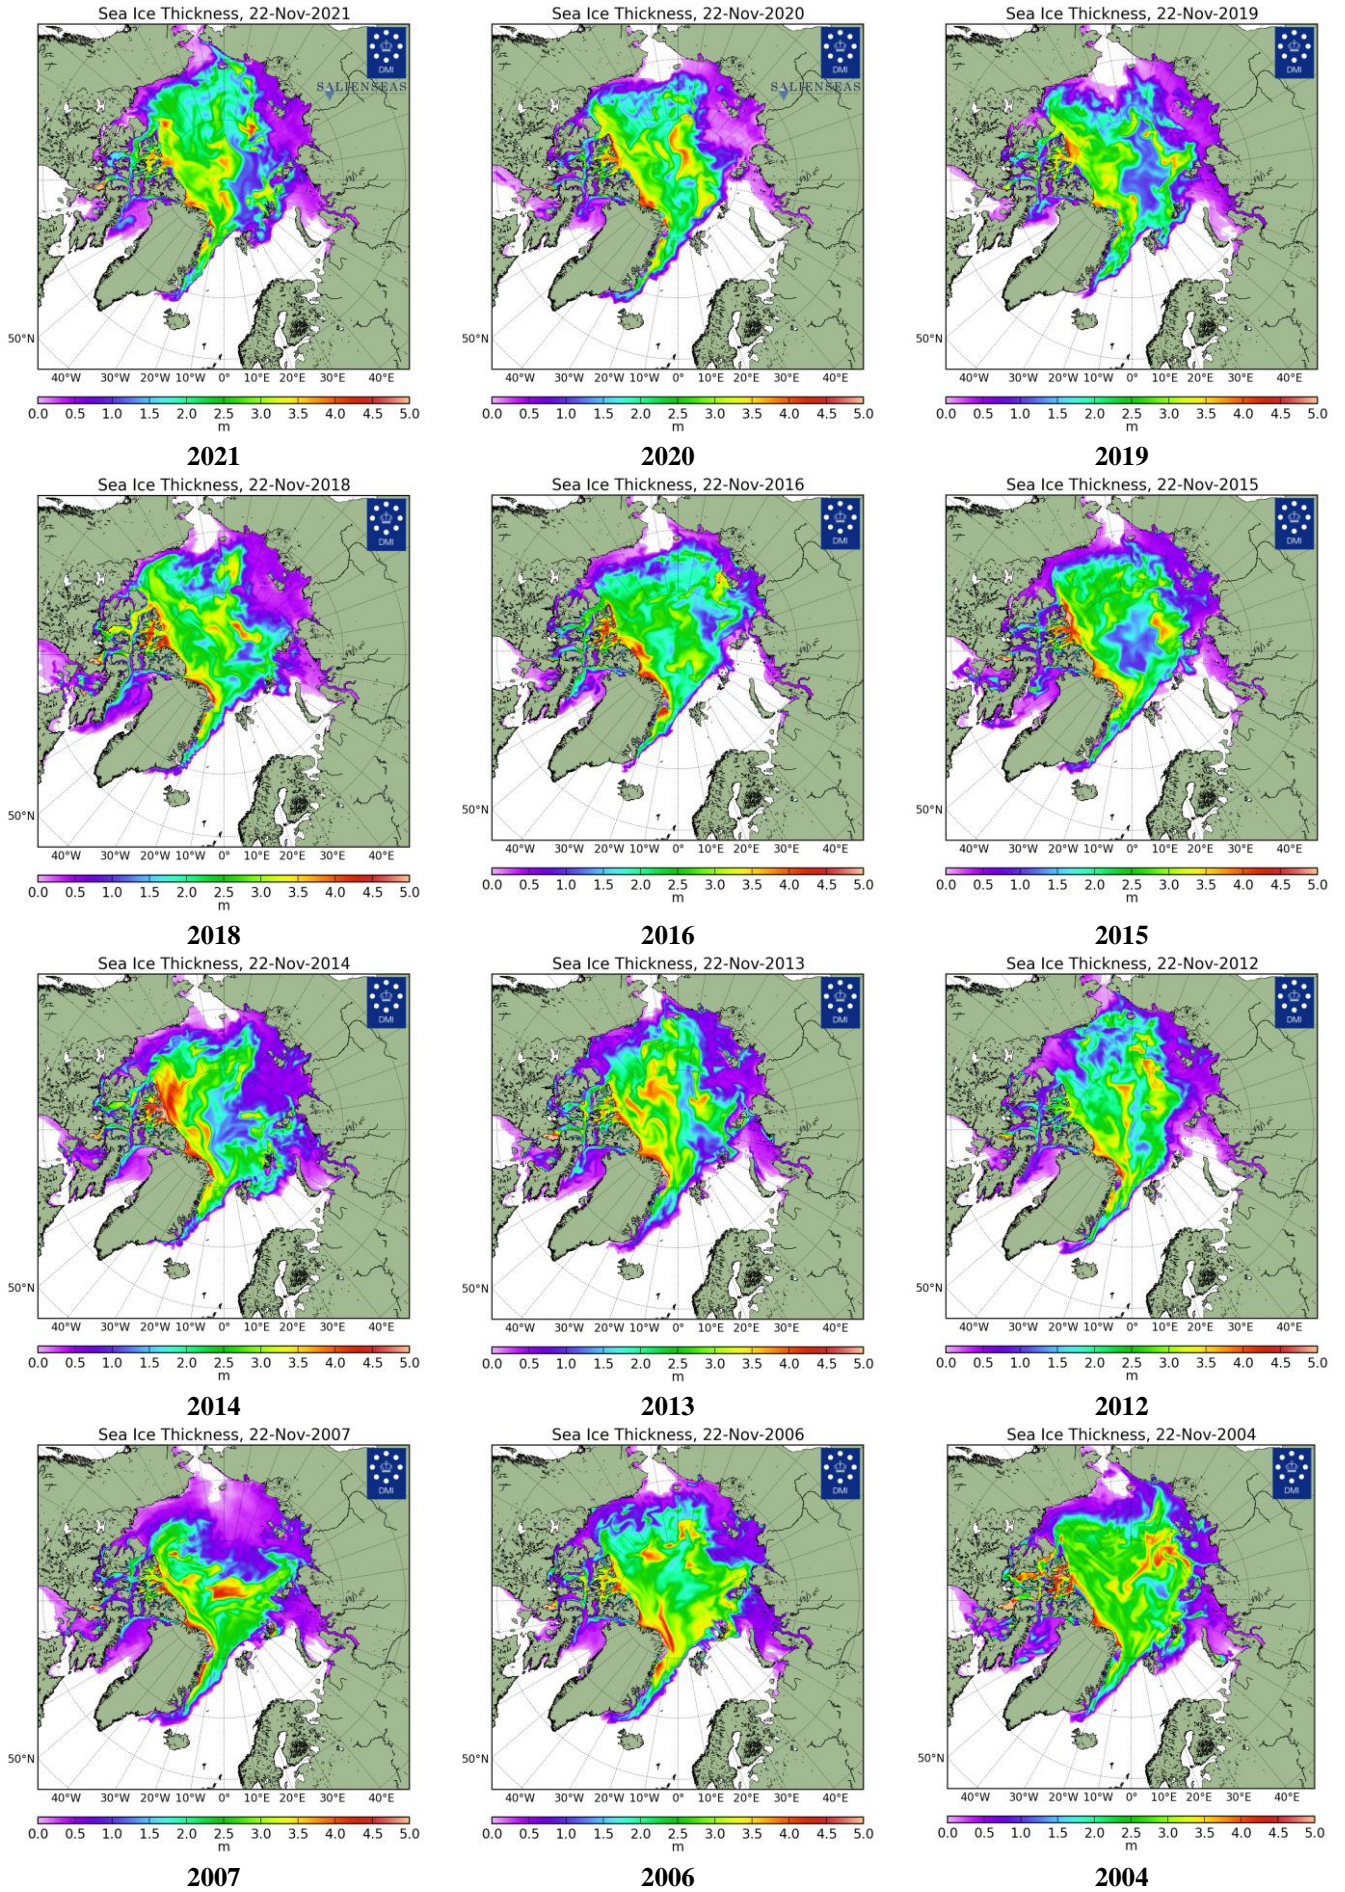 Sea Ice Thickness, 22-Nov-2021
DMI
SALIENSEAS
50°N
40°W 30°W 20°W 10°W 0° 10°E 20°E 30°E 40°E
0.0 0.5 1.0 1.5 2.0 2.5 3.0 3.5 4.0 4.5 5.0
m
2021
Sea Ice Thickness, 22-Nov-2020
DMI
SALIENSEAS
50°N
40°W 30°W 20°W 10°W 0° 10°E 20°E 30°E 40°E
0.0 0.5 1.0 1.5 2.0 2.5 3.0 3.5 4.0 4.5 5.0
m
2020
Sea Ice Thickness, 22-Nov-2019
DMI
50°N
40°W 30°W 20°W 10°W 0° 10°E 20°E 30°E 40°E
0.0 0.5 1.0 1.5 2.0 2.5 3.0 3.5 4.0 4.5 5.0
m
2019
Sea Ice Thickness, 22-Nov-2018
DMI
50°N
40°W 30°W 20°W 10°W 0° 10°E 20°E 30°E 40°E
0.0 0.5 1.0 1.5 2.0 2.5 3.0 3.5 4.0 4.5 5.0
m
2018
Sea Ice Thickness, 22-Nov-2016
DMI
50°N
40°W 30°W 20°W 10°W 0° 10°E 20°E 30°E 40°E
0.0 0.5 1.0 1.5 2.0 2.5 3.0 3.5 4.0 4.5 5.0
m
2016
Sea Ice Thickness, 22-Nov-2015
DMI
50°N
40°W 30°W 20°W 10°W 0° 10°E 20°E 30°E 40°E
0.0 0.5 1.0 1.5 2.0 2.5 3.0 3.5 4.0 4.5 5.0
m
2015
Sea Ice Thickness, 22-Nov-2014
DMI
50°N
40°W 30°W 20°W 10°W 0° 10°E 20°E 30°E 40°E
0.0 0.5 1.0 1.5 2.0 2.5 3.0 3.5 4.0 4.5 5.0
m
2014
Sea Ice Thickness, 22-Nov-2013
DMI
50°N
40°W 30°W 20°W 10°W 0° 10°E 20°E 30°E 40°E
0.0 0.5 1.0 1.5 2.0 2.5 3.0 3.5 4.0 4.5 5.0
m
2013
Sea Ice Thickness, 22-Nov-2012
DMI
50°N
40°W 30°W 20°W 10°W 0° 10°E 20°E 30°E 40°E
0.0 0.5 1.0 1.5 2.0 2.5 3.0 3.5 4.0 4.5 5.0
m
2012
Sea Ice Thickness, 22-Nov-2007
DMI
50°N
40°W 30°W 20°W 10°W 0° 10°E 20°E 30°E 40°E
0.0 0.5 1.0 1.5 2.0 2.5 3.0 3.5 4.0 4.5 5.0
m
2007
Sea Ice Thickness, 22-Nov-2006
DMI
50°N
40°W 30°W 20°W 10°W 0° 10°E 20°E 30°E 40°E
0.0 0.5 1.0 1.5 2.0 2.5 3.0 3.5 4.0 4.5 5.0
m
2006
Sea Ice Thickness, 22-Nov-2004
DMI
50°N
40°W 30°W 20°W 10°W 0° 10°E 20°E 30°E 40°E
0.0 0.5 1.0 1.5 2.0 2.5 3.0 3.5 4.0 4.5 5.0
m
2004